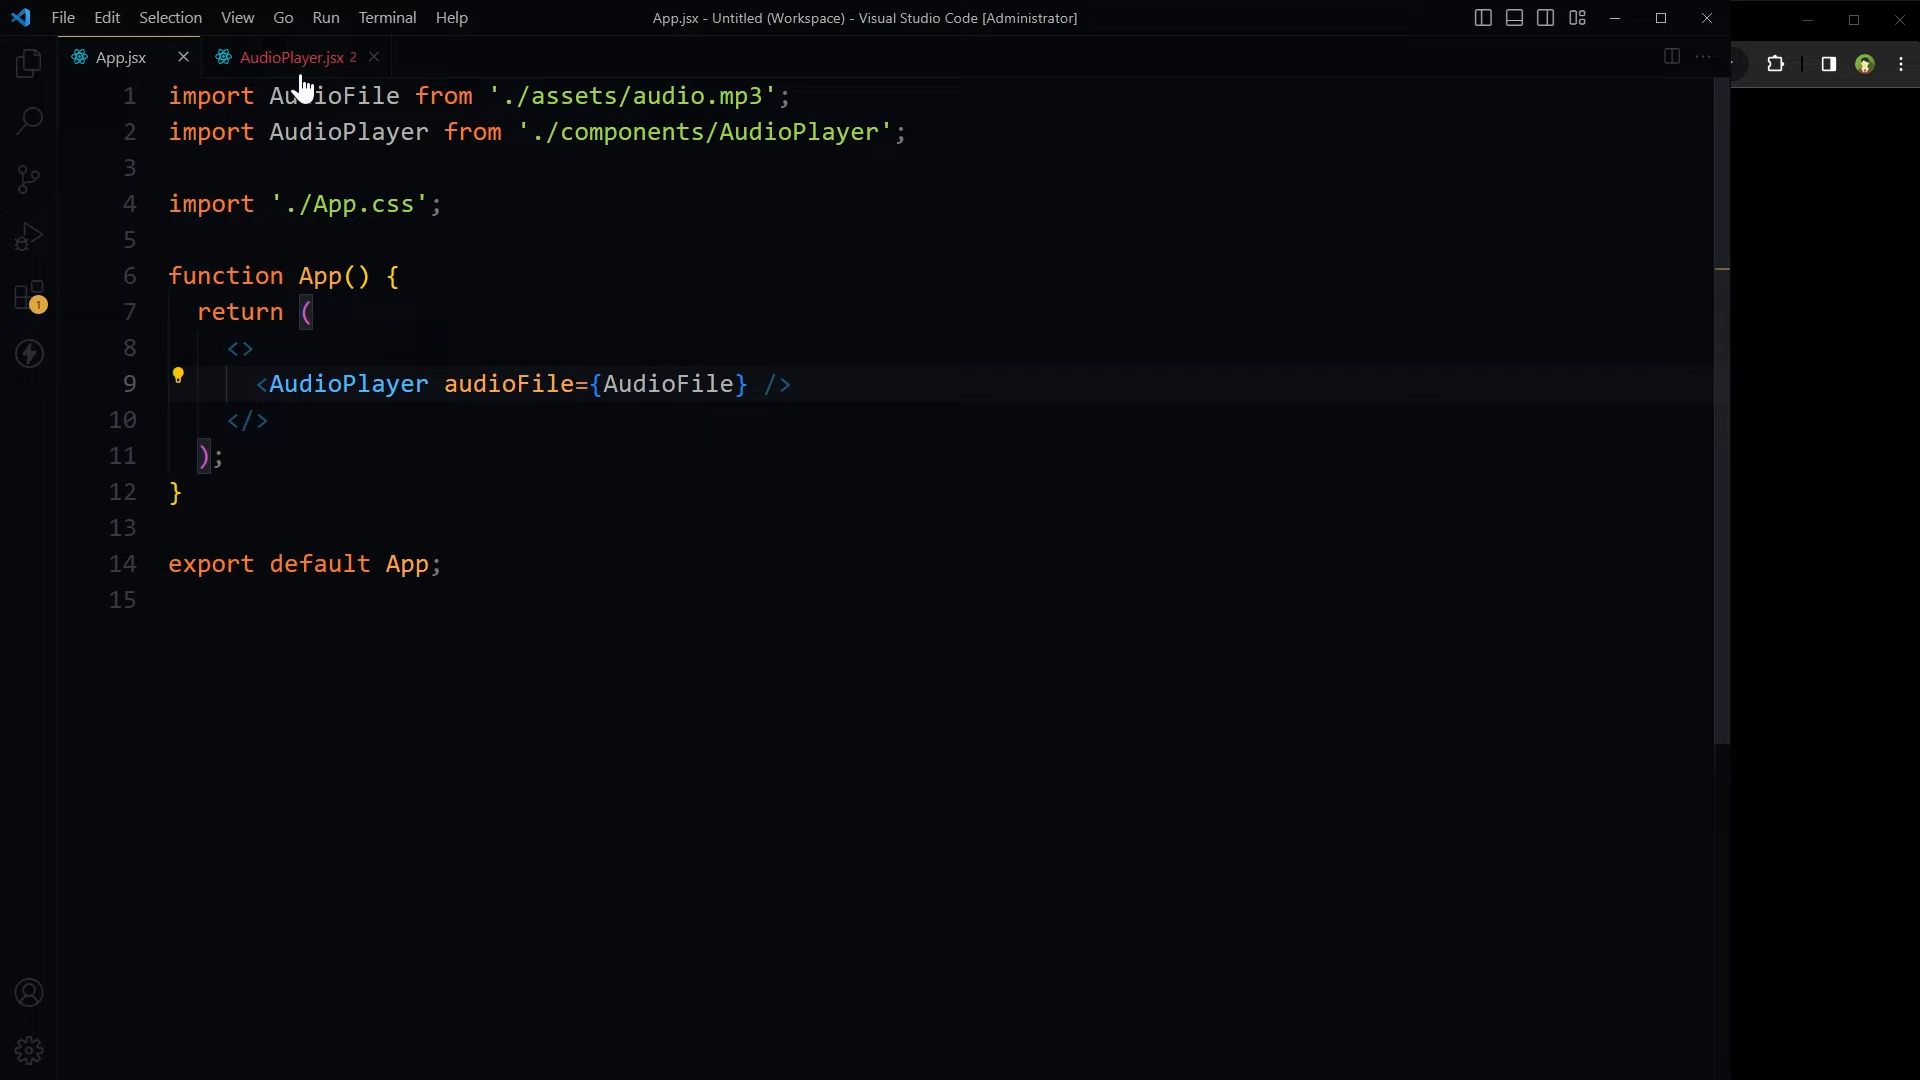 File Edit Selection View Go Run Terminal Help
App.jsx - Untitled (Workspace) - Visual Studio Code [Administrator]
App.jsx
AudioPlayer.jsx 2
1 import AudioFile from './assets/audio.mp3';
2 import AudioPlayer from './components/AudioPlayer';
3
4 import './App.css';
5
6 function App() {
7 return (
8 <>
9 <AudioPlayer audioFile={AudioFile} />
10 </>
11 );
12 }
13
14 export default App;
15
1